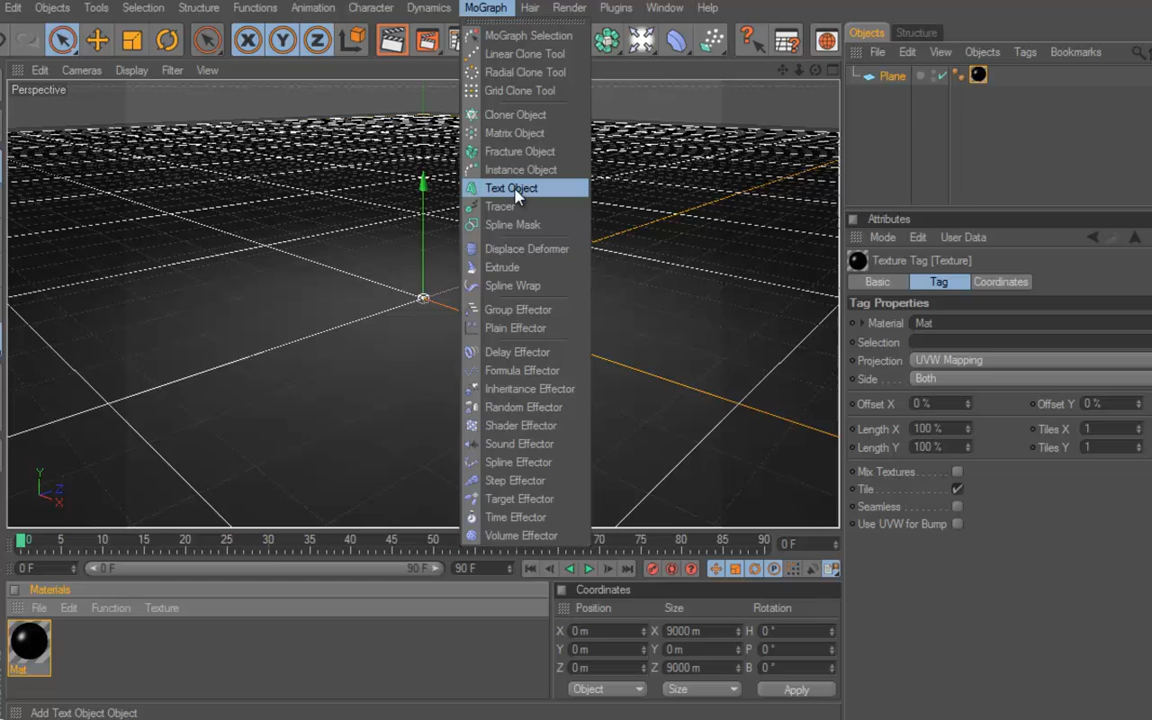 Edit Objects Tools Selection Structure Functions Animation Character Dynamics MoGraph Hair Render Plugins Window Help
Edit Cameras Display Filter View
Perspective
MoGraph Selection
Linear Clone Tool
Radial Clone Tool
Grid Clone Tool
Cloner Object
Matrix Object
Fracture Object
Instance Object
Text Object
Tracer
Spline Mask
Displace Deformer
Extrude
Spline Wrap
Group Effector
Plain Effector
Delay Effector
Formula Effector
Inheritance Effector
Random Effector
Shader Effector
Sound Effector
Spline Effector
Step Effector
Target Effector
Time Effector
Volume Effector
X Y Z
Y Z X
0 5 10 15 20 25 30 35 40 45 50 70 75 80 85 90 0 F
0 F 0 F 90 F 90 F
Materials
File Edit Function Texture
Mat
Coordinates
Position Size Rotation
X 0 m X 9000 m H 0 °
Y 0 m Y 0 m P 0 °
Z 0 m Z 9000 m B 0 °
Object Size Apply
Add Text Object Object
Objects Structure
File Edit View Objects Tags Bookmarks
Plane
Attributes
Mode Edit User Data
Texture Tag [Texture]
Basic Tag Coordinates
Tag Properties
Material Mat
Selection
Projection UVW Mapping
Side Both
Offset X 0 % Offset Y 0 %
Length X 100 % Tiles X 1
Length Y 100 % Tiles Y 1
Mix Textures
Tile
Seamless
Use UVW for Bump